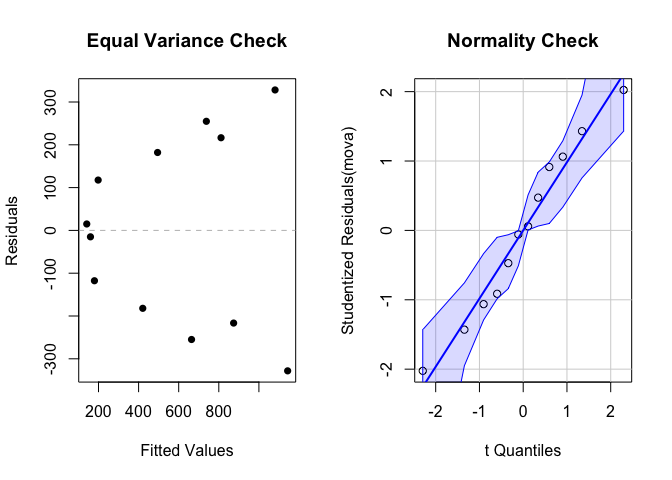 Equal Variance Check
Residuals
300
200
100
0
-100
-300
200 400 600 800
Fitted Values
Normality Check
Studentized Residuals(mova)
2
1
0
-1
-2
-2 -1 0 1 2
t Quantiles